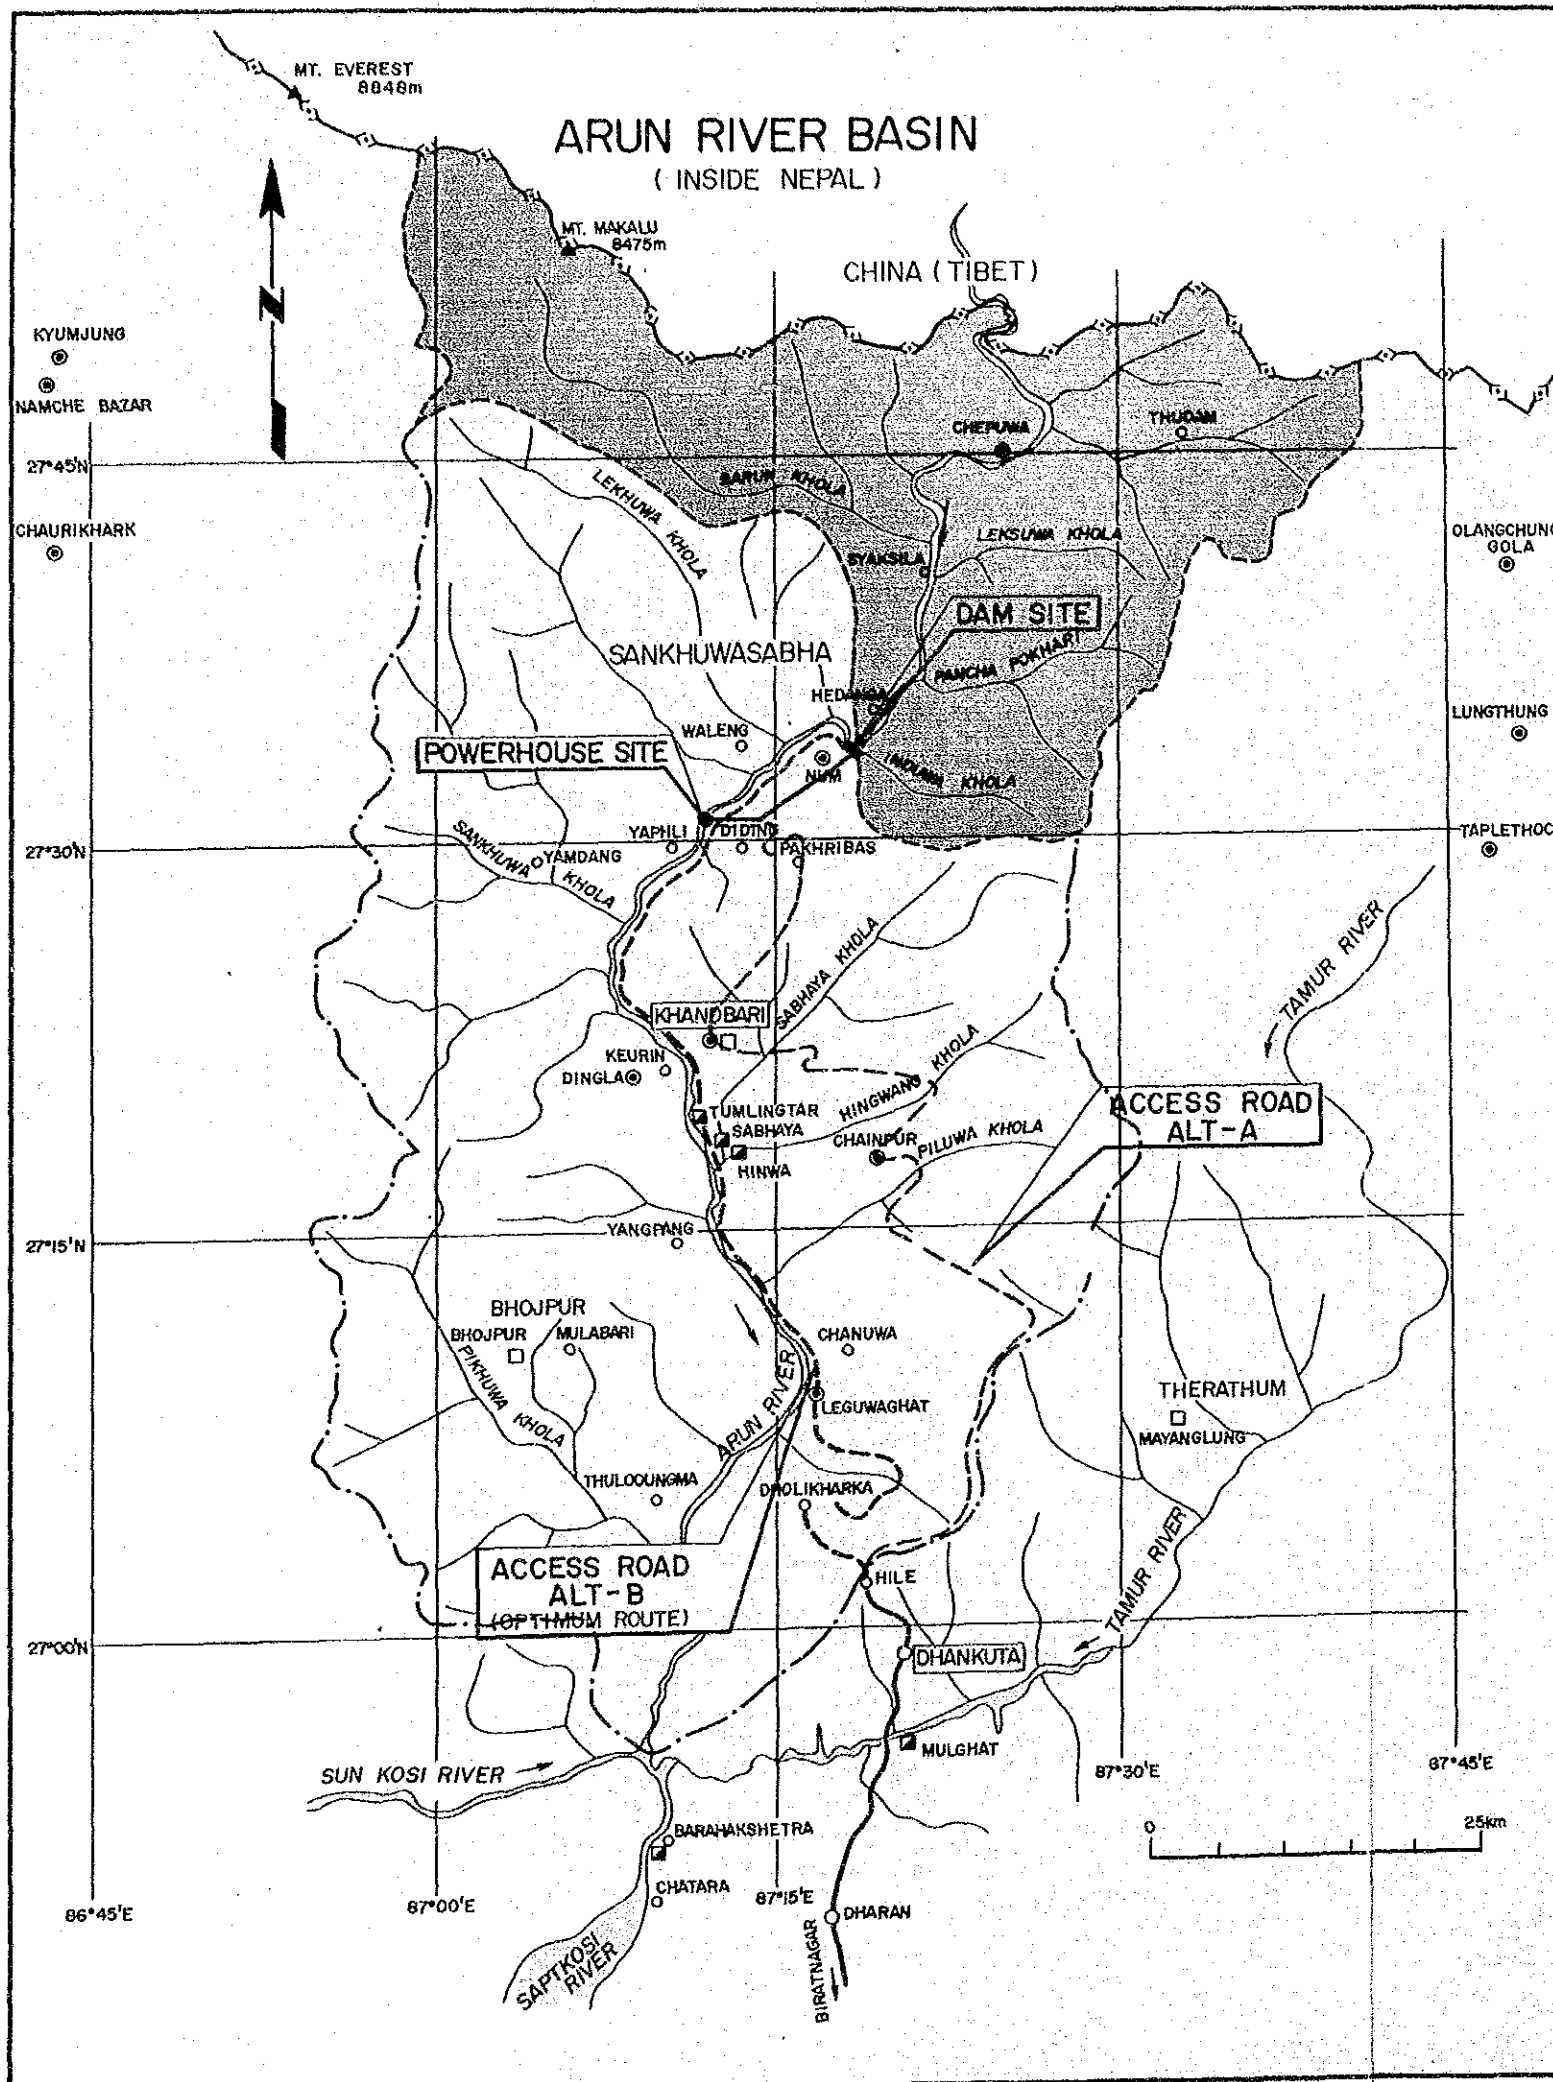 MT. EVEREST
8848m
ARUN RIVER BASIN
( INSIDE NEPAL )
MT. MAKALU
8475m
CHINA ( TIBET )
N
KYUMJUNG
NAMCHE BAZAR
CHEPUWA
THUDAM
27°45'N
BARUN KHOLA
LEKHUWA KHOLA
CHAURIKHARK
LEKSUWA KHOLA
OLANGCHUNG
GOLA
SYAKSILA
DAM SITE
SANKHUWASABHA
PANCHA POKHARI
HEDANGA
LUNGTHUNG
WALENG
POWERHOUSE SITE
NUM
INDUWA KHOLA
YAPHLI
DIDING
TAPLETHOC
27°30'N
SANKHUWA KHOLA
YAMDANG
PAKHRIBAS
SABHAYA KHOLA
TAMUR RIVER
KHANDBARI
KEURIN
DINGLA
HINGWANG KHOLA
TUMLINGTAR
SABHAYA
HINWA
CHAINPUR
PILUWA KHOLA
ACCESS ROAD
ALT-A
27°15'N
YANGPANG
BHOJPUR
BHOJPUR
MULABARI
CHANUWA
PIKHUWA KHOLA
ARUN RIVER
LEGUWAGHAT
THERATHUM
MAYANGLUNG
THULODUNGMA
DHOLIKHARKA
ACCESS ROAD
ALT-B
(OPTIMUM ROUTE)
HILE
TAMUR RIVER
27°00'N
DHANKUTA
MULGHAT
SUN KOSI RIVER
87°30'E
87°45'E
0
25km
BARAHAKSHETRA
CHATARA
86°45'E
87°00'E
87°15'E
DHARAN
SAPTKOSI
RIVER
BIRATNAGAR